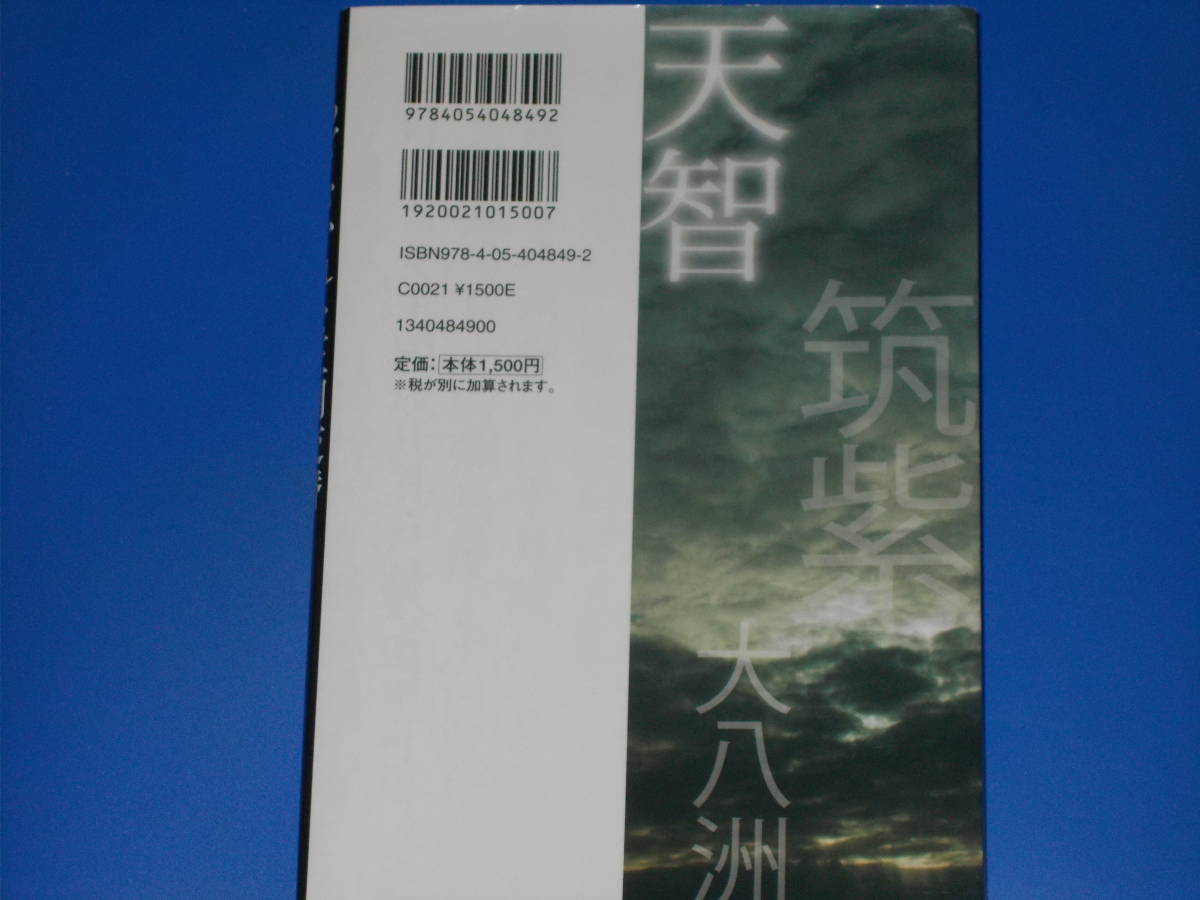 9784054048492
1920021015007
ISBN978-4-05-404849-2
C0021 ¥1500E
1340484900
定価：本体1,500円
※税が別に加算されます。
天智
筑紫
大八洲